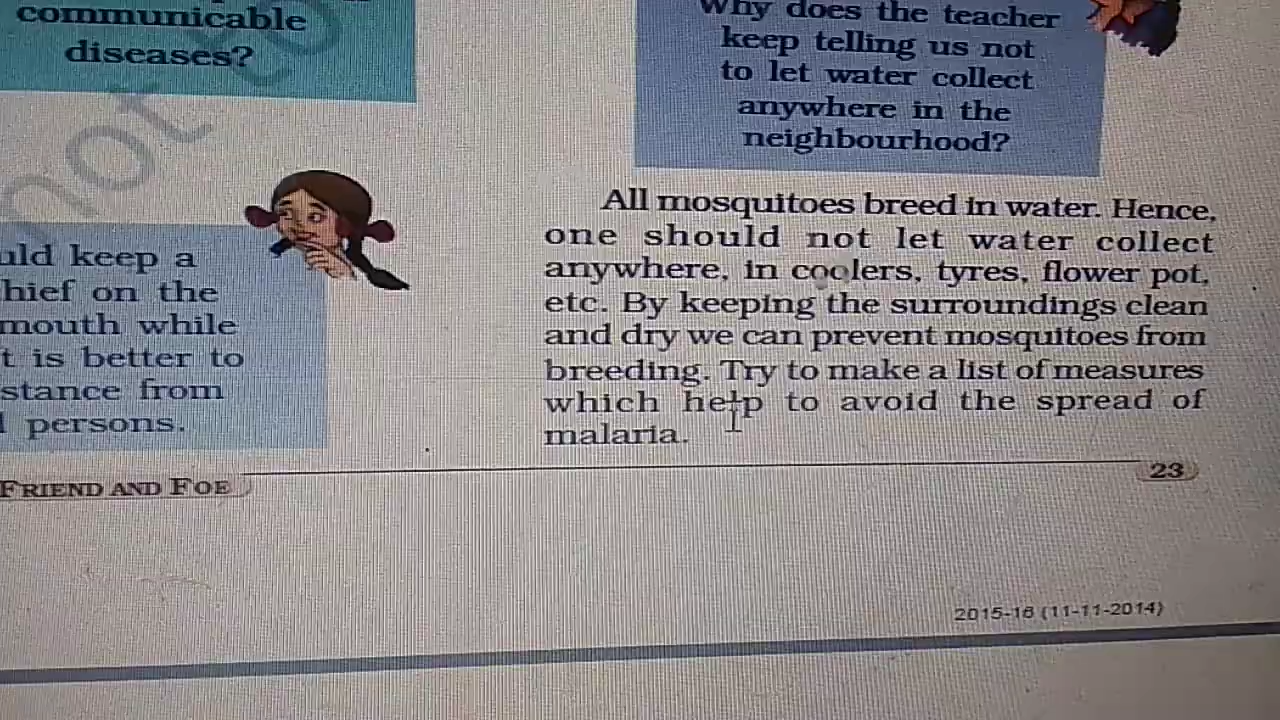 communicable
diseases?
not
uld keep a
hief on the
mouth while
t is better to
stance from
persons.
Why does the teacher
keep telling us not
to let water collect
anywhere in the
neighbourhood?
All mosquitoes breed in water. Hence,
one should not let water collect
anywhere, in coolers, tyres, flower pot,
etc. By keeping the surroundings clean
and dry we can prevent mosquitoes from
breeding. Try to make a list of measures
which help to avoid the spread of
malaria.
FRIEND AND FOE
23
2015-16 (11-11-2014)